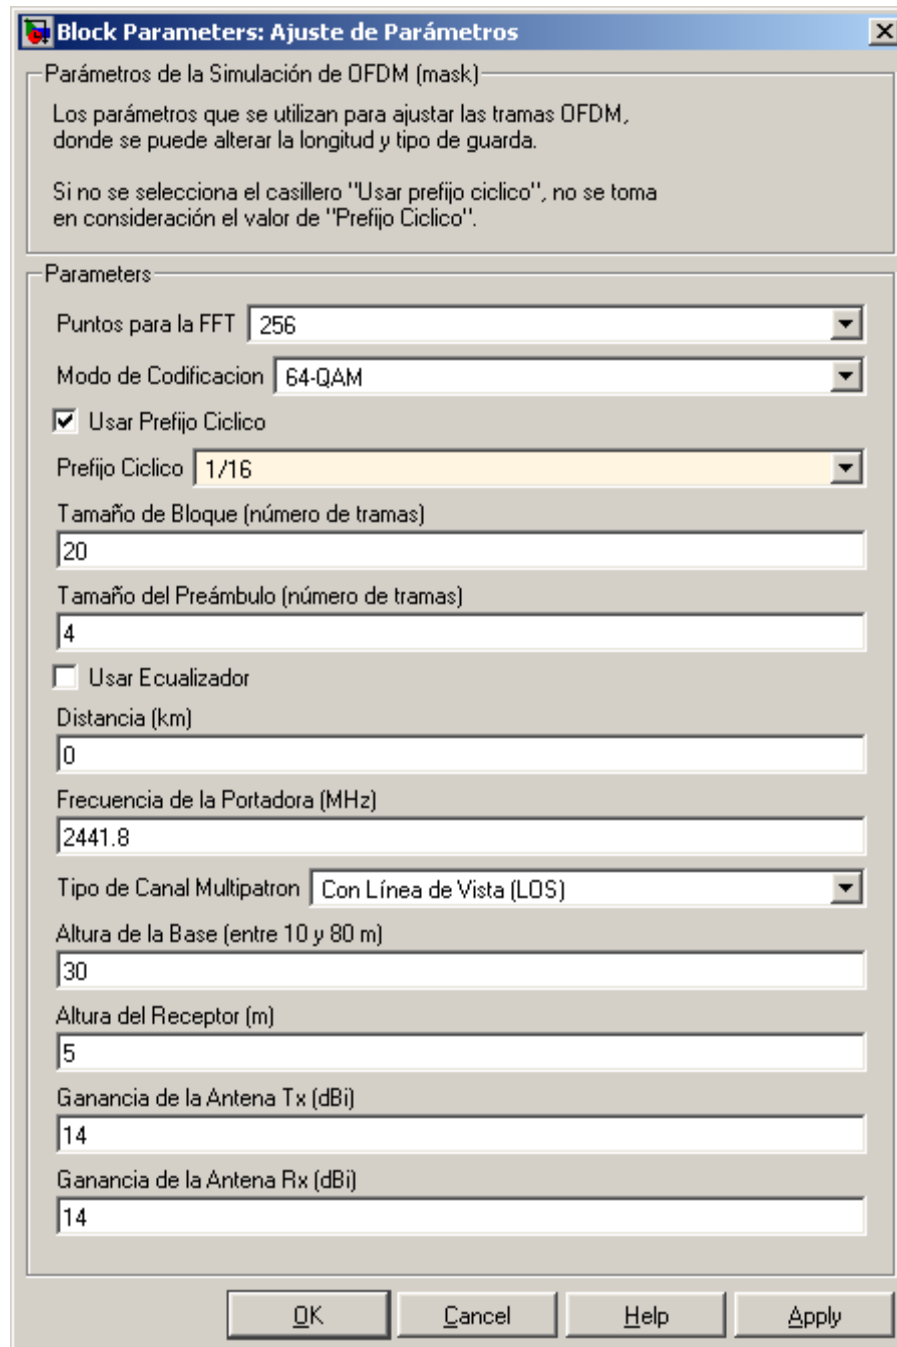 Block Parameters: Ajuste de Parámetros
Parámetros de la Simulación de OFDM (mask)
Los parámetros que se utilizan para ajustar las tramas OFDM,
donde se puede alterar la longitud y tipo de guarda.
Si no se selecciona el casillero "Usar prefijo ciclico", no se toma
en consideración el valor de "Prefijo Ciclico".
Parameters
Puntos para la FFT 256
Modo de Codificacion 64-QAM
Usar Prefijo Ciclico
Prefijo Ciclico 1/16
Tamaño de Bloque (número de tramas)
20
Tamaño del Preámbulo (número de tramas)
4
Usar Ecualizador
Distancia (km)
0
Frecuencia de la Portadora (MHz)
2441.8
Tipo de Canal Multipatron Con Línea de Vista (LOS)
Altura de la Base (entre 10 y 80 m)
30
Altura del Receptor (m)
5
Ganancia de la Antena Tx (dBi)
14
Ganancia de la Antena Rx (dBi)
14
OK Cancel Help Apply